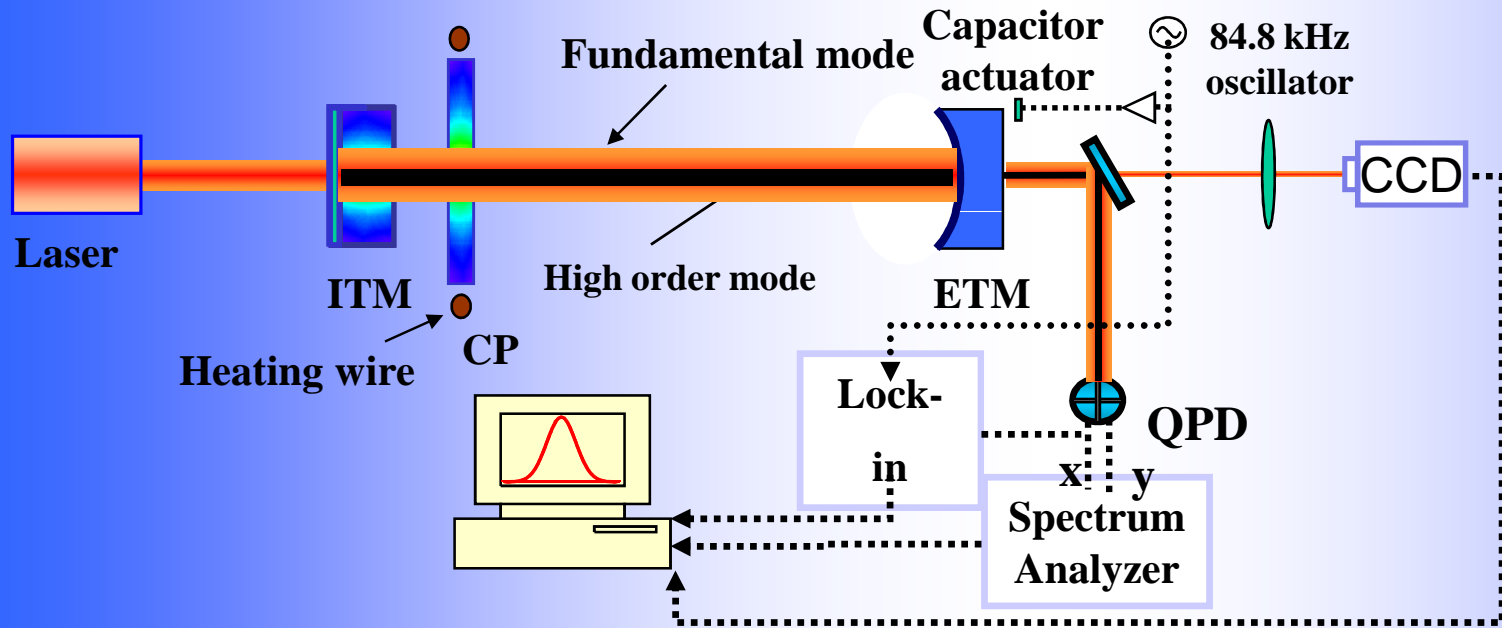 Capacitor
actuator
84.8 kHz
oscillator
Fundamental mode
CCD
Laser
ITM
High order mode
ETM
CP
Heating wire
Lock-
in
QPD
x y
Spectrum
Analyzer